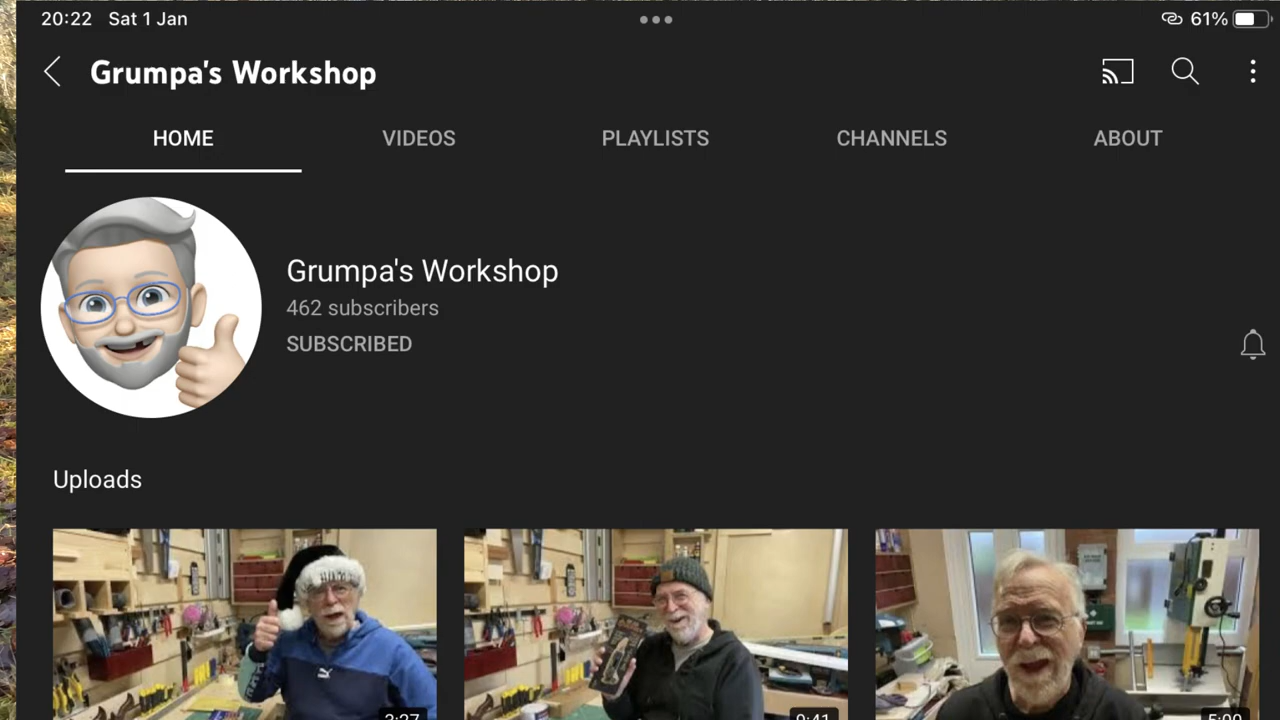 20:22 Sat 1 Jan
61%
Grumpa's Workshop
HOME
VIDEOS
PLAYLISTS
CHANNELS
ABOUT
Grumpa's Workshop
462 subscribers
SUBSCRIBED
Uploads